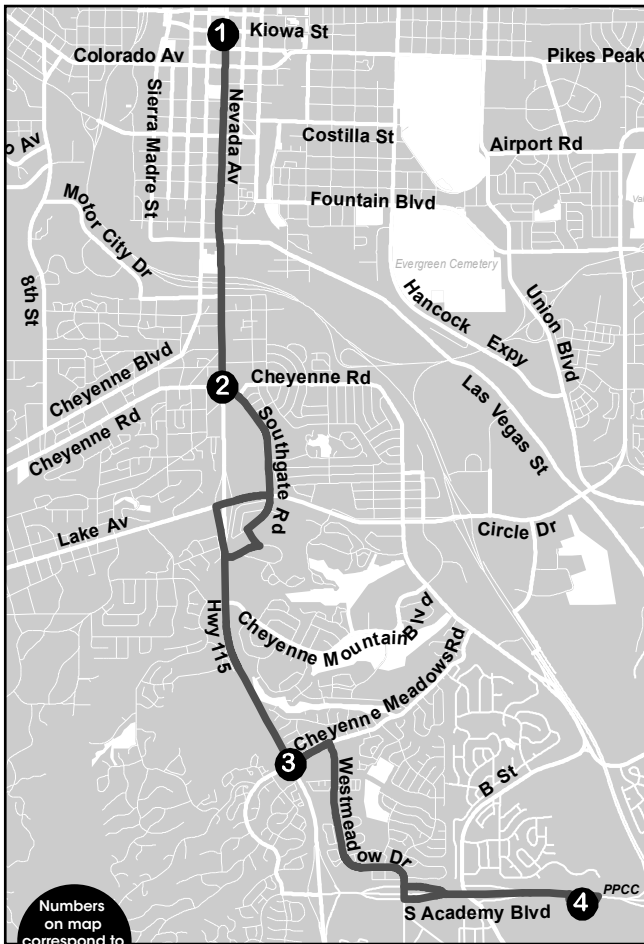 1
Kiowa St
Colorado Av
Pikes Peak
Sierra Madre St
Nevada Av
Costilla St
Airport Rd
o Av
Motor City Dr
Fountain Blvd
8th St
Evergreen Cemetery
Hancock Expy
Union Blvd
Cheyenne Blvd
2
Cheyenne Rd
Cheyenne Rd
Las Vegas St
Southgate Rd
Lake Av
Circle Dr
Hwy 115
Cheyenne Mountain Blvd
Cheyenne Meadows Rd
3
Westmeadow Dr
B St
PPCC
4
S Academy Blvd
Numbers
on map
correspond to